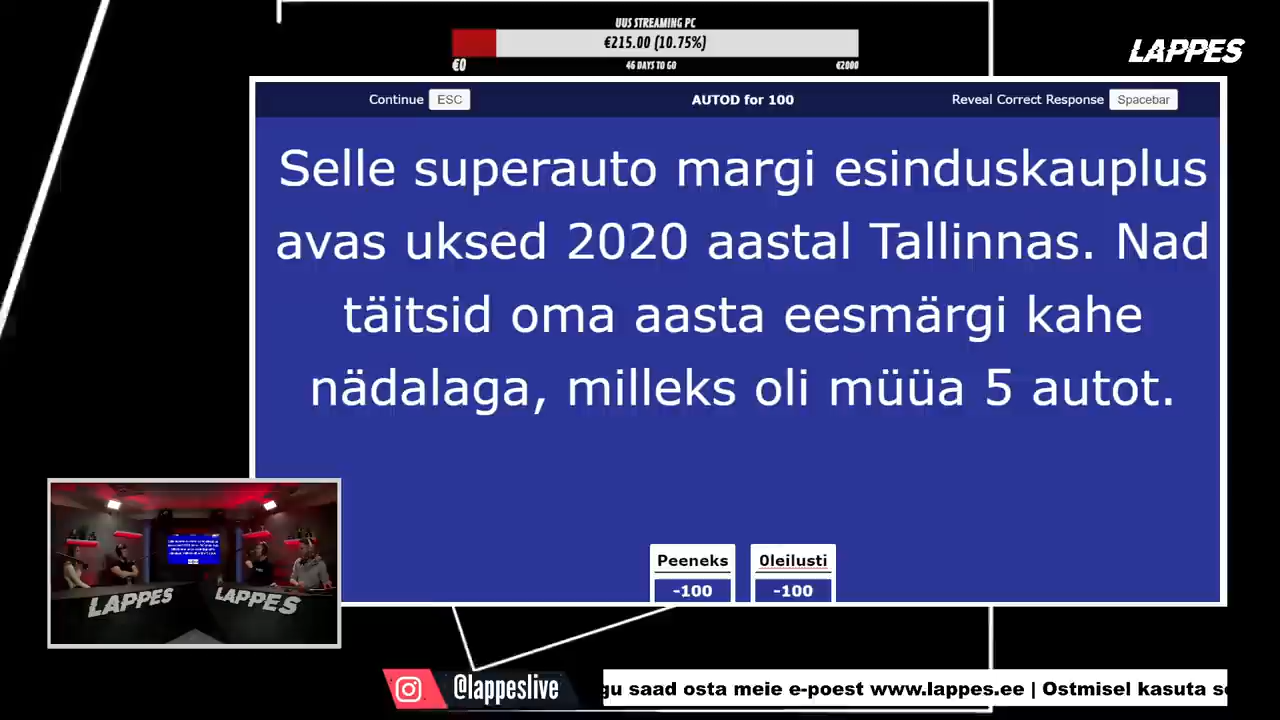 UUS STREAMING PC
€215.00 (10.75%)
€0
46 DAYS TO GO
€2000
LAPPES
Continue ESC
AUTOD for 100
Reveal Correct Response Spacebar
Selle superauto margi esinduskauplus
avas uksed 2020 aastal Tallinnas. Nad
täitsid oma aasta eesmärgi kahe
nädalaga, milleks oli müüa 5 autot.
Peeneks
0leilusti
-100
-100
LAPPES
LAPPES
@lappeslive
gu saad osta meie e-poest www.lappes.ee | Ostmisel kasuta